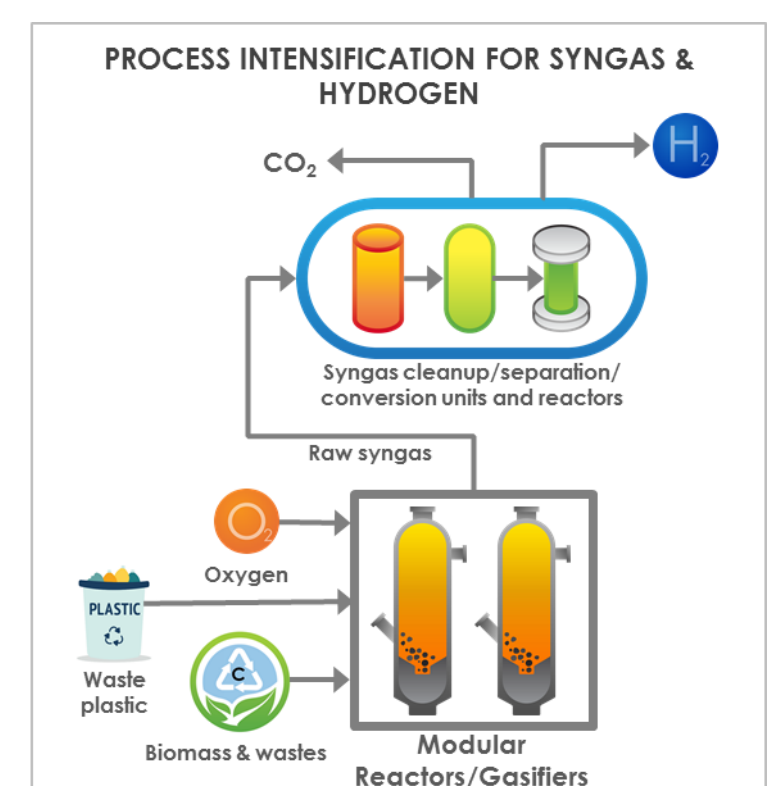 PROCESS INTENSIFICATION FOR SYNGAS &
HYDROGEN
CO₂
H₂
Syngas cleanup/separation/
conversion units and reactors
Raw syngas
O₂
Oxygen
PLASTIC
Waste
plastic
C
Biomass & wastes
Modular
Reactors/Gasifiers